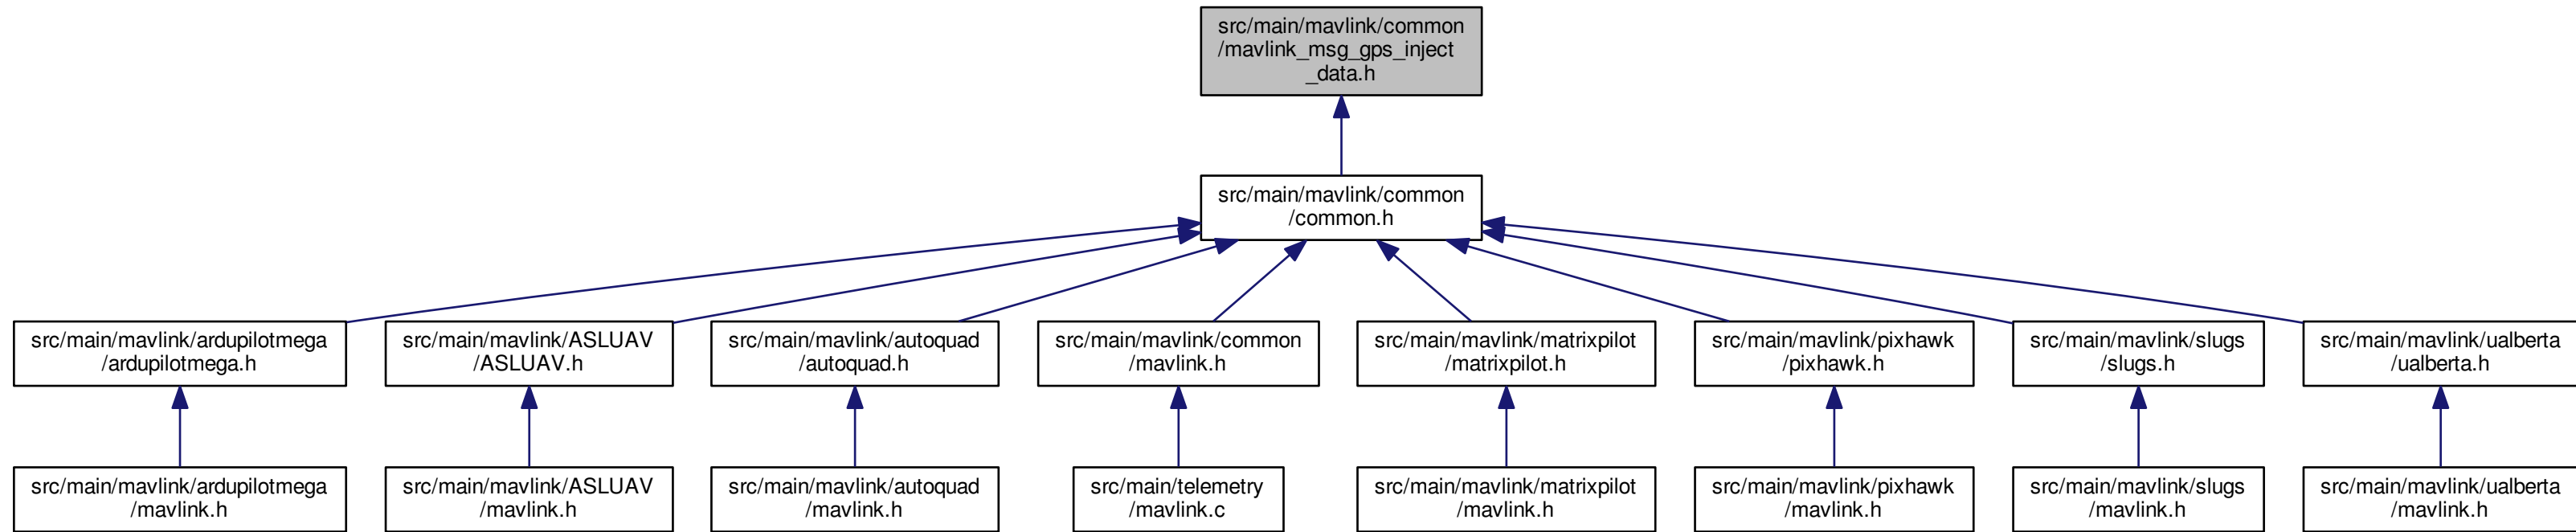 src/main/mavlink/common
/mavlink_msg_gps_inject
_data.h
src/main/mavlink/common
/common.h
src/main/mavlink/ardupilotmega
/ardupilotmega.h
src/main/mavlink/ASLUAV
/ASLUAV.h
src/main/mavlink/autoquad
/autoquad.h
src/main/mavlink/common
/mavlink.h
src/main/mavlink/matrixpilot
/matrixpilot.h
src/main/mavlink/pixhawk
/pixhawk.h
src/main/mavlink/slugs
/slugs.h
src/main/mavlink/ualberta
/ualberta.h
src/main/mavlink/ardupilotmega
/mavlink.h
src/main/mavlink/ASLUAV
/mavlink.h
src/main/mavlink/autoquad
/mavlink.h
src/main/telemetry
/mavlink.c
src/main/mavlink/matrixpilot
/mavlink.h
src/main/mavlink/pixhawk
/mavlink.h
src/main/mavlink/slugs
/mavlink.h
src/main/mavlink/ualberta
/mavlink.h